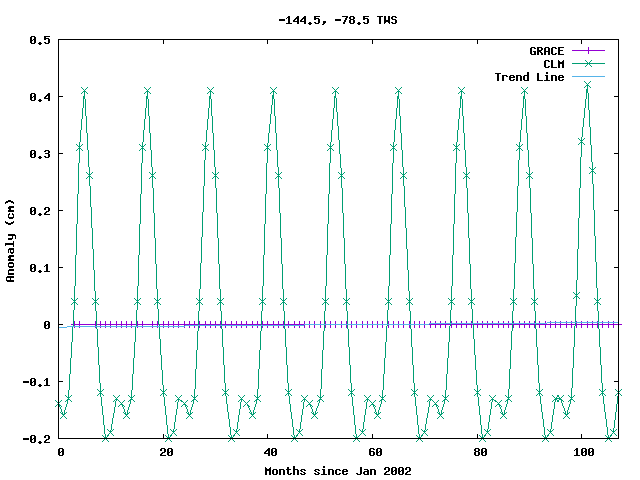 -144.5, -78.5 TWS
GRACE
CLM
Trend Line
0.5
0.4
0.3
0.2
0.1
0
-0.1
-0.2
Anomaly (cm)
0 20 40 60 80 100
Months since Jan 2002